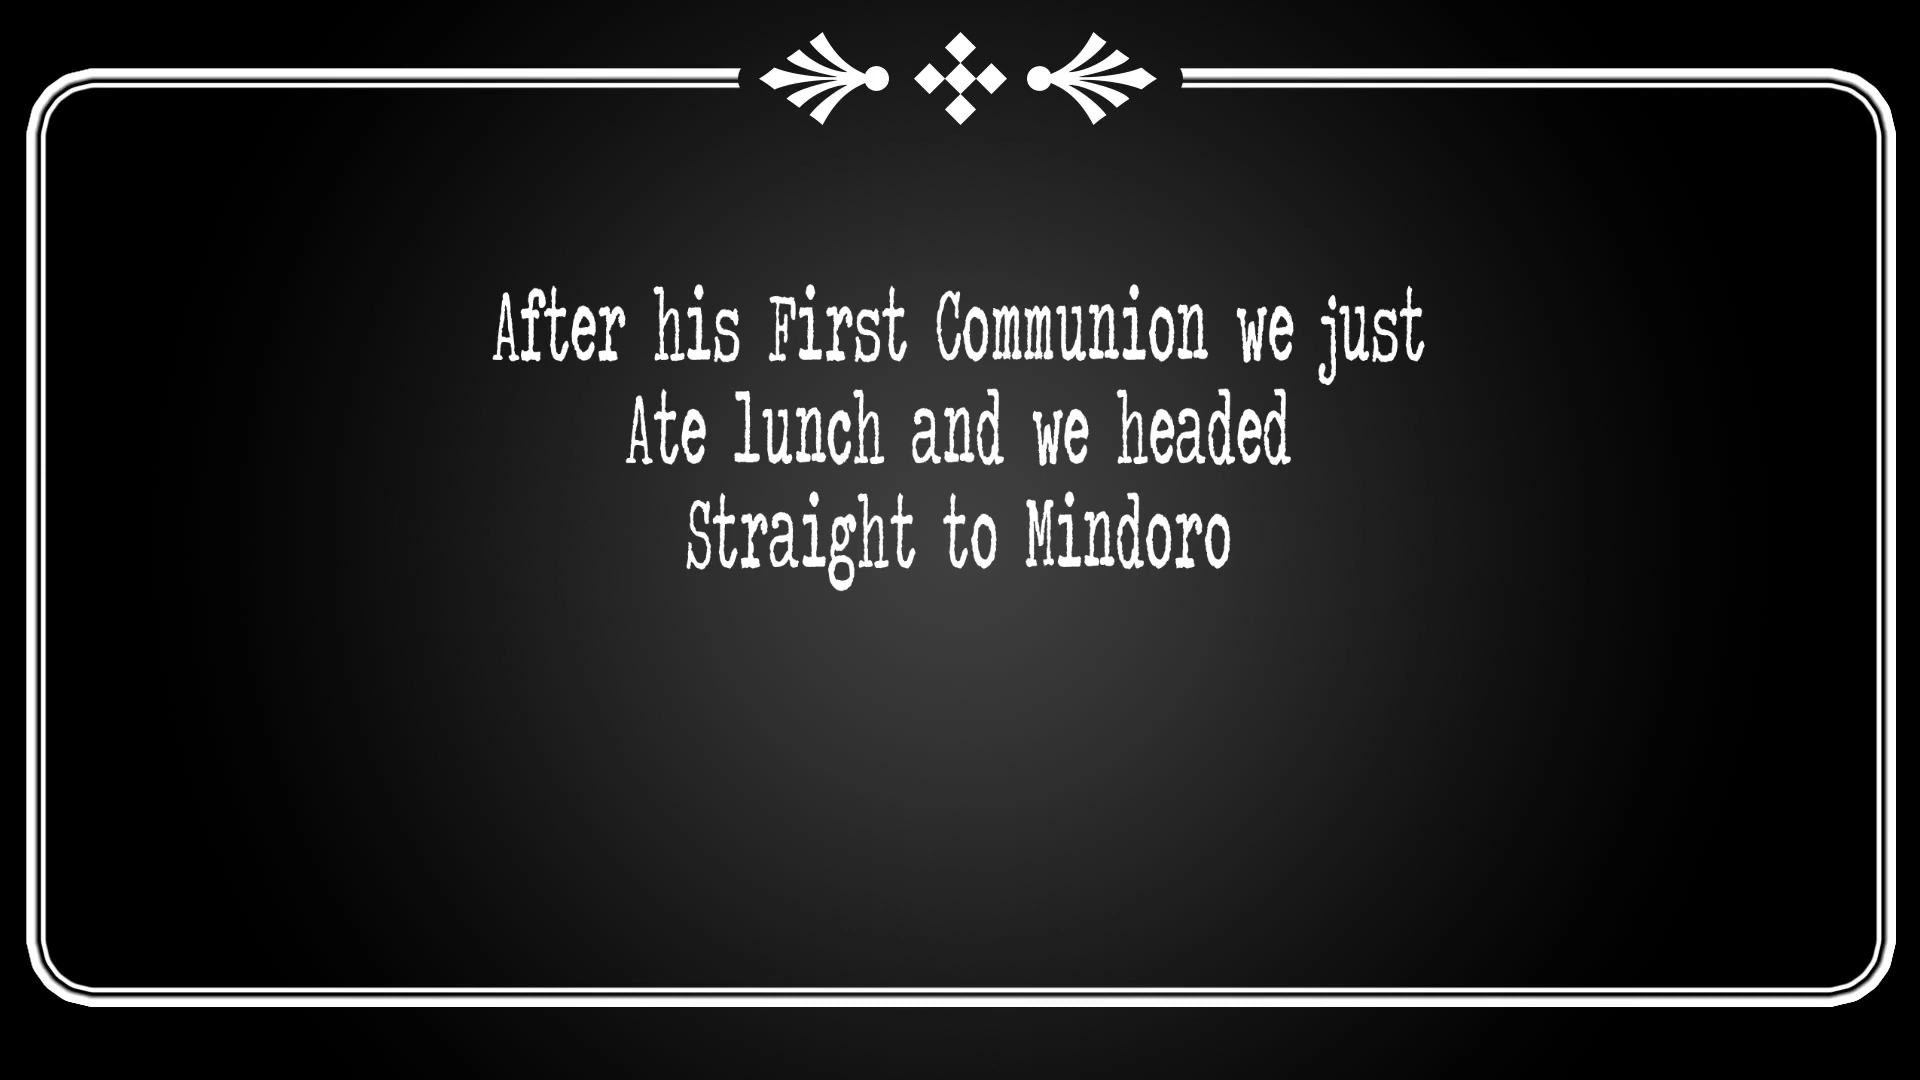 After his First Communion we just
Ate lunch and we headed
Straight to Mindoro